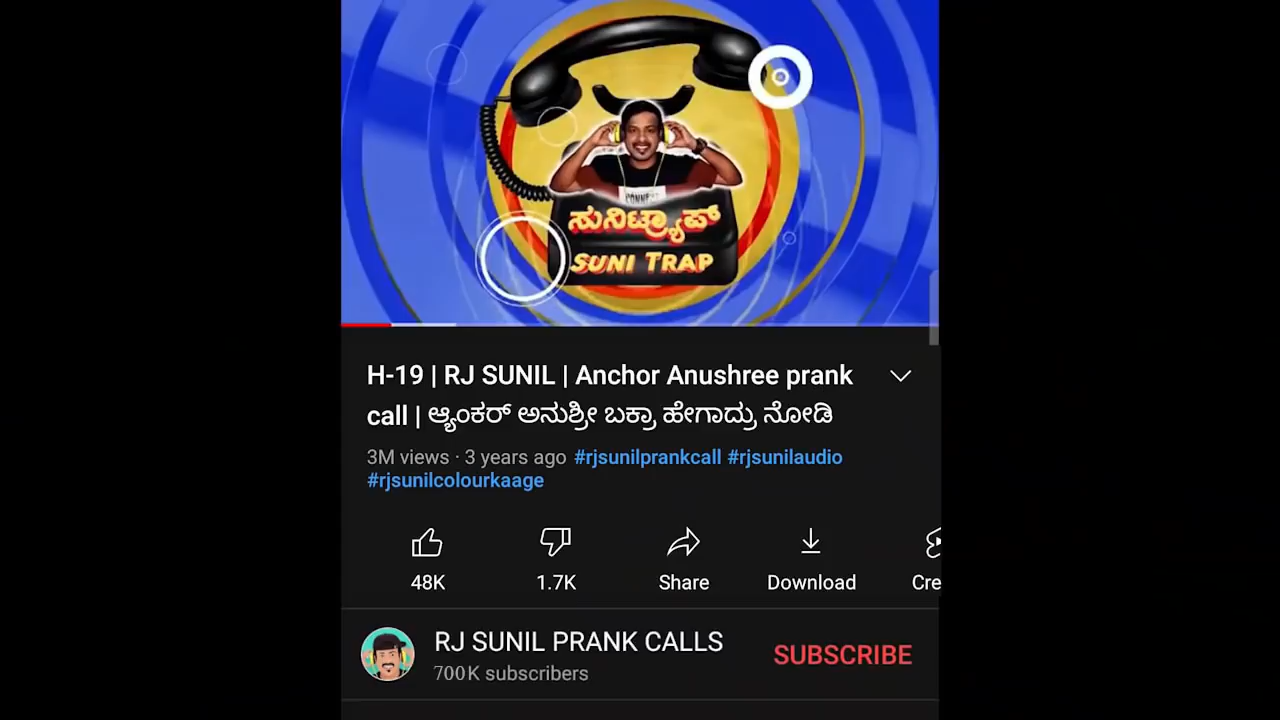 CONNECT
ಸುನಿಟ್ರ್ಯಾಪ್
SUNI TRAP
H-19 | RJ SUNIL | Anchor Anushree prank
call | ಆ್ಯಂಕರ್ ಅನುಶ್ರೀ ಬಕ್ರಾ ಹೇಗಾದ್ರು ನೋಡಿ
3M views · 3 years ago #rjsunilprankcall #rjsunilaudio
#rjsunilcolourkaage
48K
1.7K
Share
Download
Cre
RJ SUNIL PRANK CALLS
SUBSCRIBE
700K subscribers